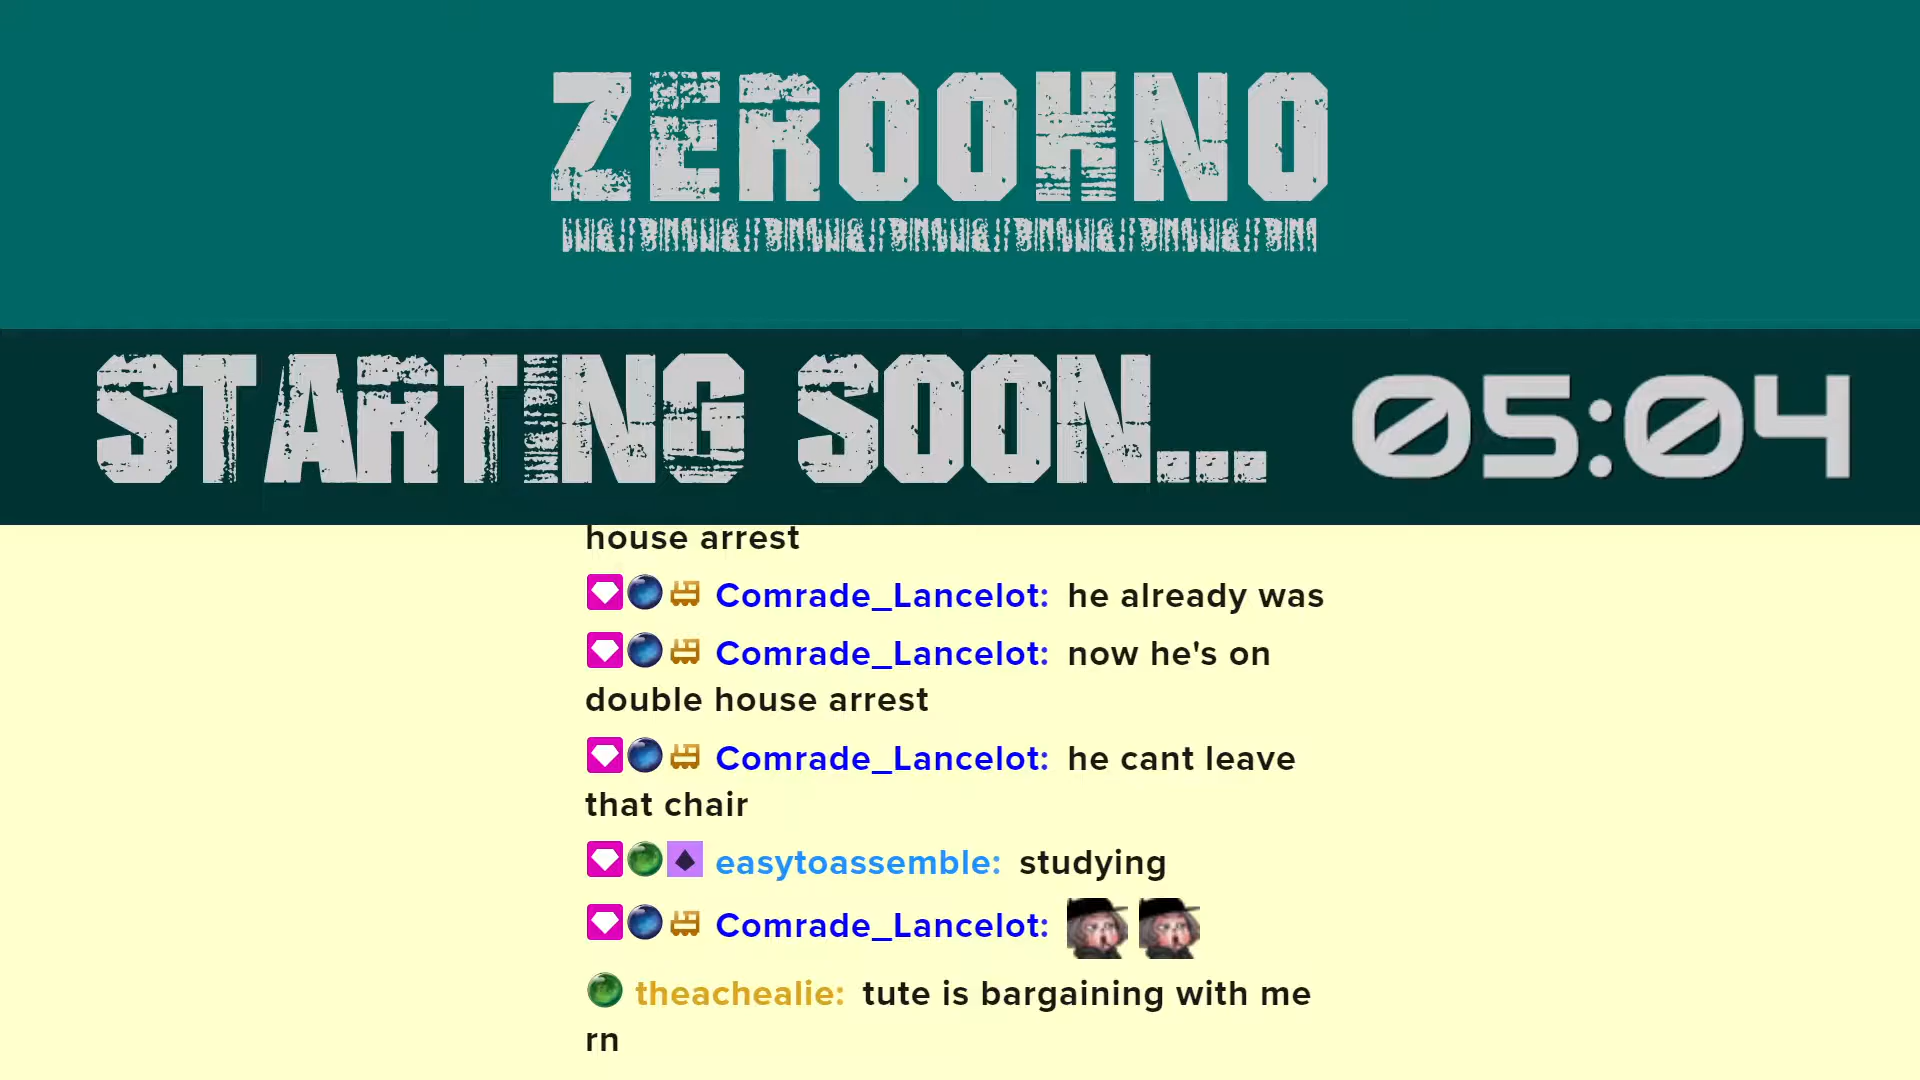 ZEROOHNO
STARTING SOON... 05:04
house arrest
Comrade_Lancelot: he already was
Comrade_Lancelot: now he's on
double house arrest
Comrade_Lancelot: he cant leave
that chair
easytoassemble: studying
Comrade_Lancelot:
theachealie: tute is bargaining with me
rn